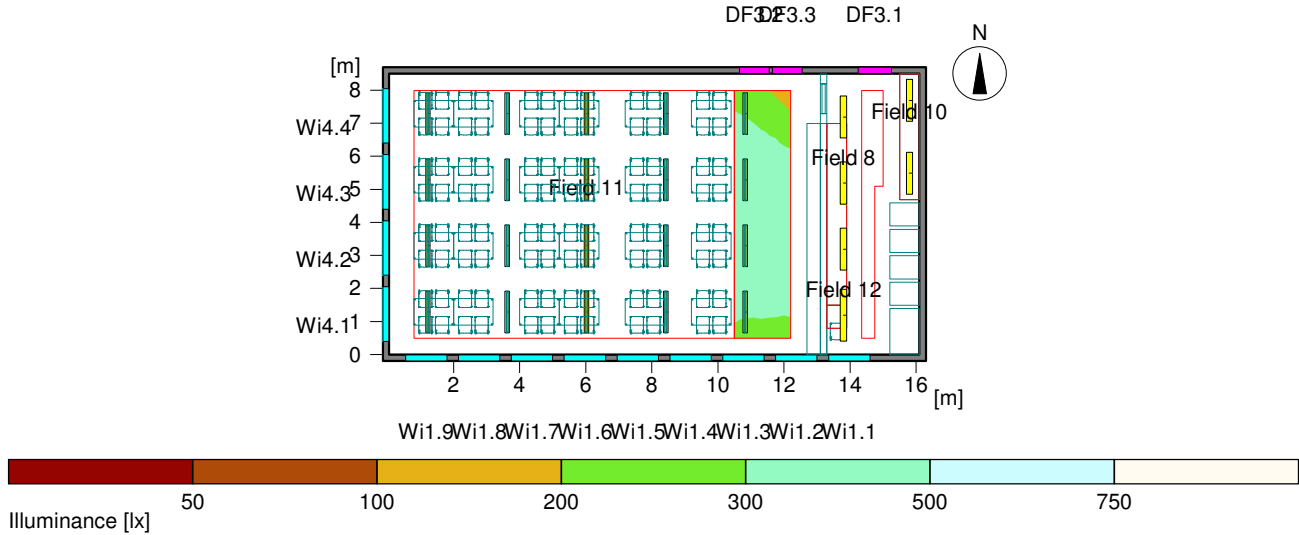 DF3.2 DF3.3 DF3.1
N
[m]
8
7
6
5
4
3
2
1
0
Wi4.4
Wi4.3
Wi4.2
Wi4.1
Field 10
Field 8
Field 11
Field 12
2 4 6 8 10 12 14 16
[m]
Wi1.9 Wi1.8 Wi1.7 Wi1.6 Wi1.5 Wi1.4 Wi1.3 Wi1.2 Wi1.1
50 100 200 300 500 750
Illuminance [lx]